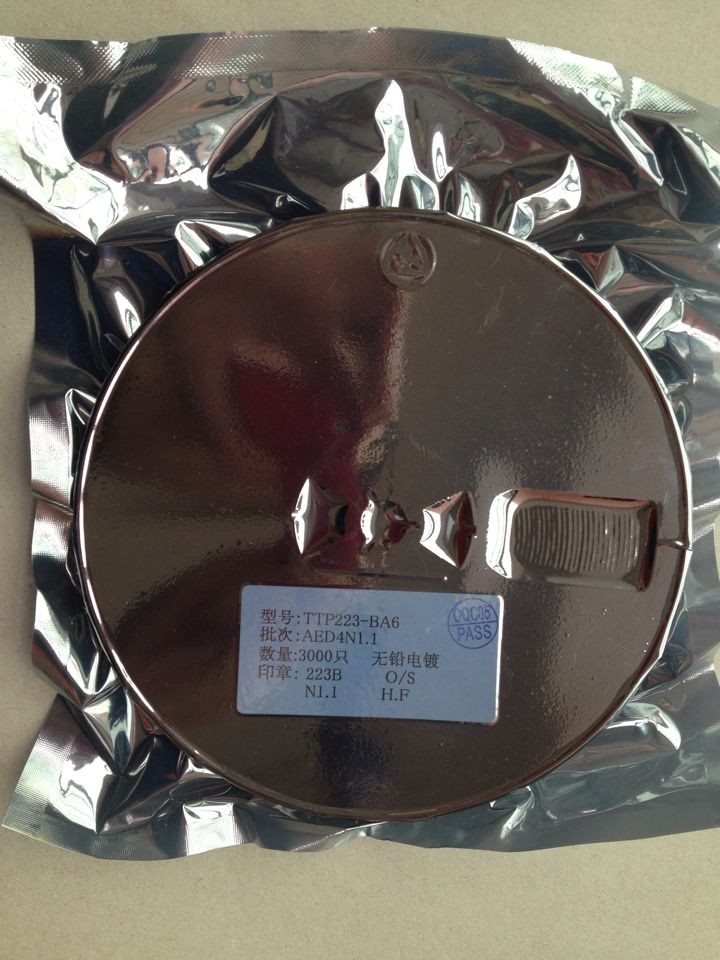 型号:TTP223-BA6
批次:AED4N1.1
数量:3000只 无铅电镀
印章: 223B O/S
N1.1 H.F
OQC05
PASS